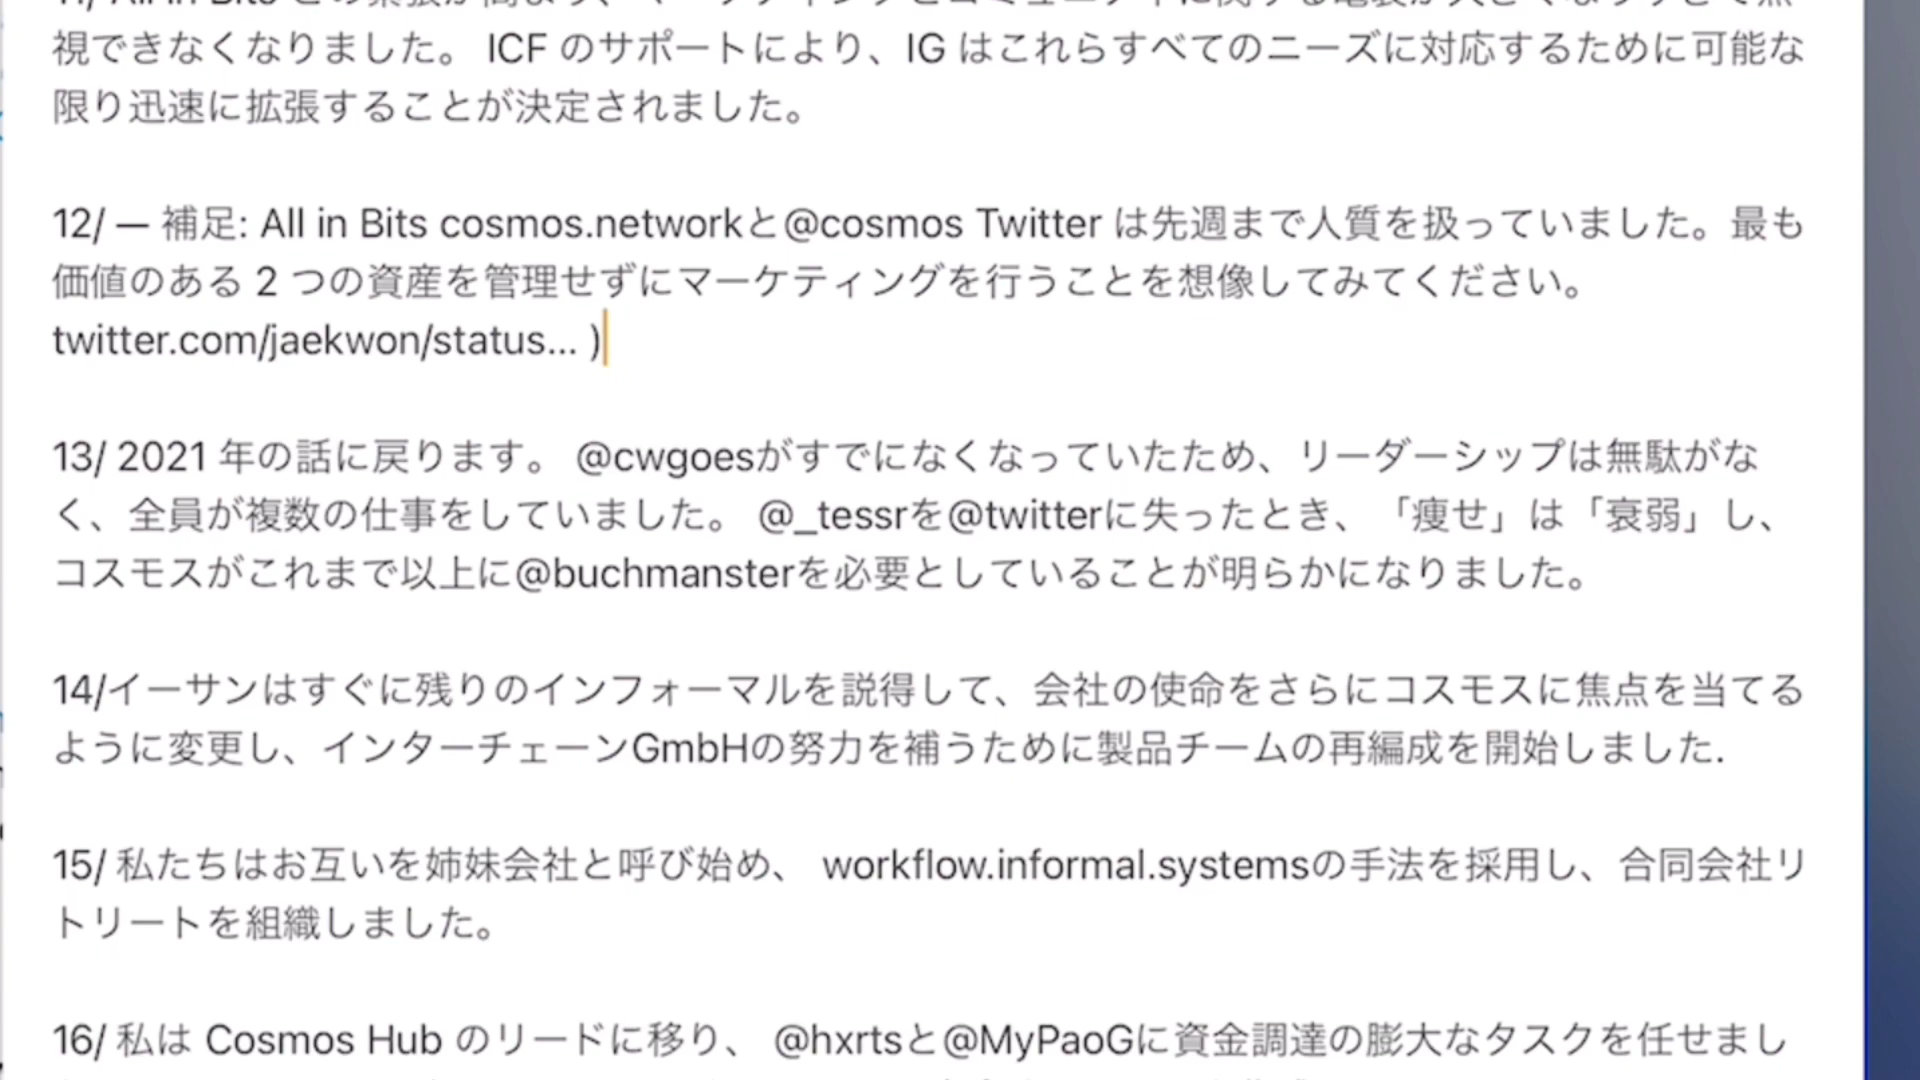 視できなくなりました。 ICF のサポートにより、IG はこれらすべてのニーズに対応するために可能な
限り迅速に拡張することが決定されました。
12/ — 補足: All in Bits cosmos.networkと@cosmos Twitter は先週まで人質を扱っていました。最も
価値のある 2 つの資産を管理せずにマーケティングを行うことを想像してみてください。
twitter.com/jaekwon/status... )
13/ 2021 年の話に戻ります。 @cwgoesがすでになくなっていたため、リーダーシップは無駄がな
く、全員が複数の仕事をしていました。 @_tessrを@twitterに失ったとき、「痩せ」は「衰弱」し、
コスモスがこれまで以上に@buchmansterを必要としていることが明らかになりました。
14/イーサンはすぐに残りのインフォーマルを説得して、会社の使命をさらにコスモスに焦点を当てる
ように変更し、インターチェーンGmbHの努力を補うために製品チームの再編成を開始しました.
15/ 私たちはお互いを姉妹会社と呼び始め、 workflow.informal.systemsの手法を採用し、合同会社リ
トリートを組織しました。
16/ 私は Cosmos Hub のリードに移り、 @hxrtsと@MyPaoGに資金調達の膨大なタスクを任せまし